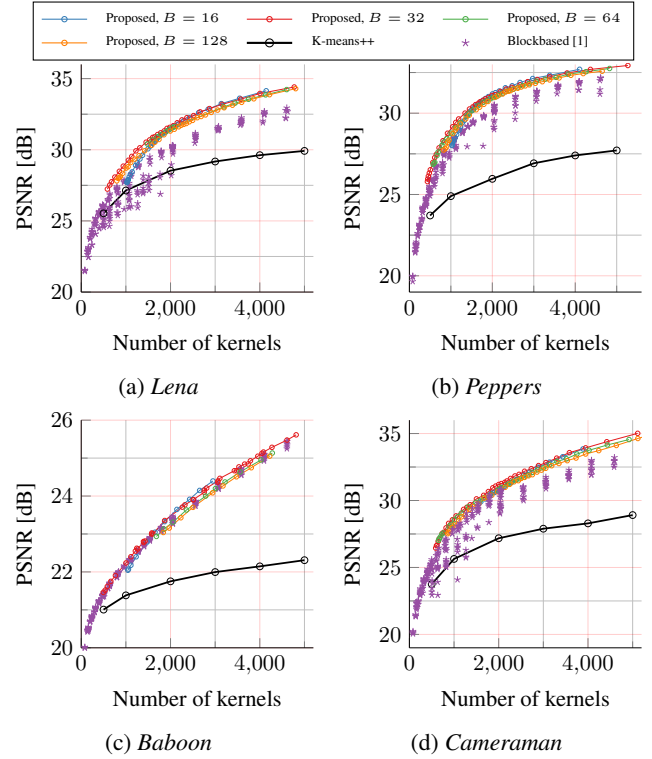 Proposed, B = 16 Proposed, B = 32 Proposed, B = 64
Proposed, B = 128 K-means++ Blockbased [1]
35
30
25
20
PSNR [dB]
0 2,000 4,000
Number of kernels
(a) Lena
30
25
20
PSNR [dB]
0 2,000 4,000
Number of kernels
(b) Peppers
26
24
22
20
PSNR [dB]
0 2,000 4,000
Number of kernels
(c) Baboon
35
30
25
20
PSNR [dB]
0 2,000 4,000
Number of kernels
(d) Cameraman